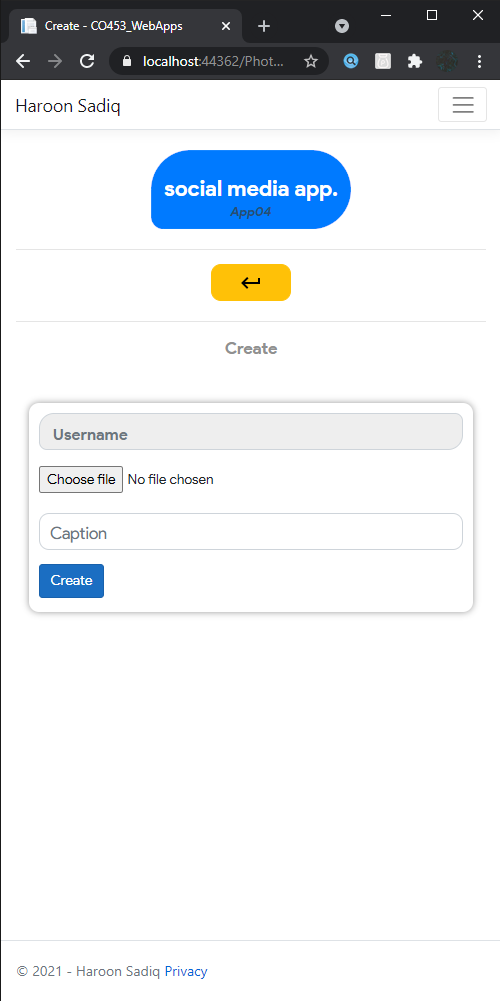 Create - CO453_WebApps
localhost:44362/Phot...
Haroon Sadiq
social media app.
App04
Create
Username
Choose file No file chosen
Caption
Create
© 2021 - Haroon Sadiq Privacy